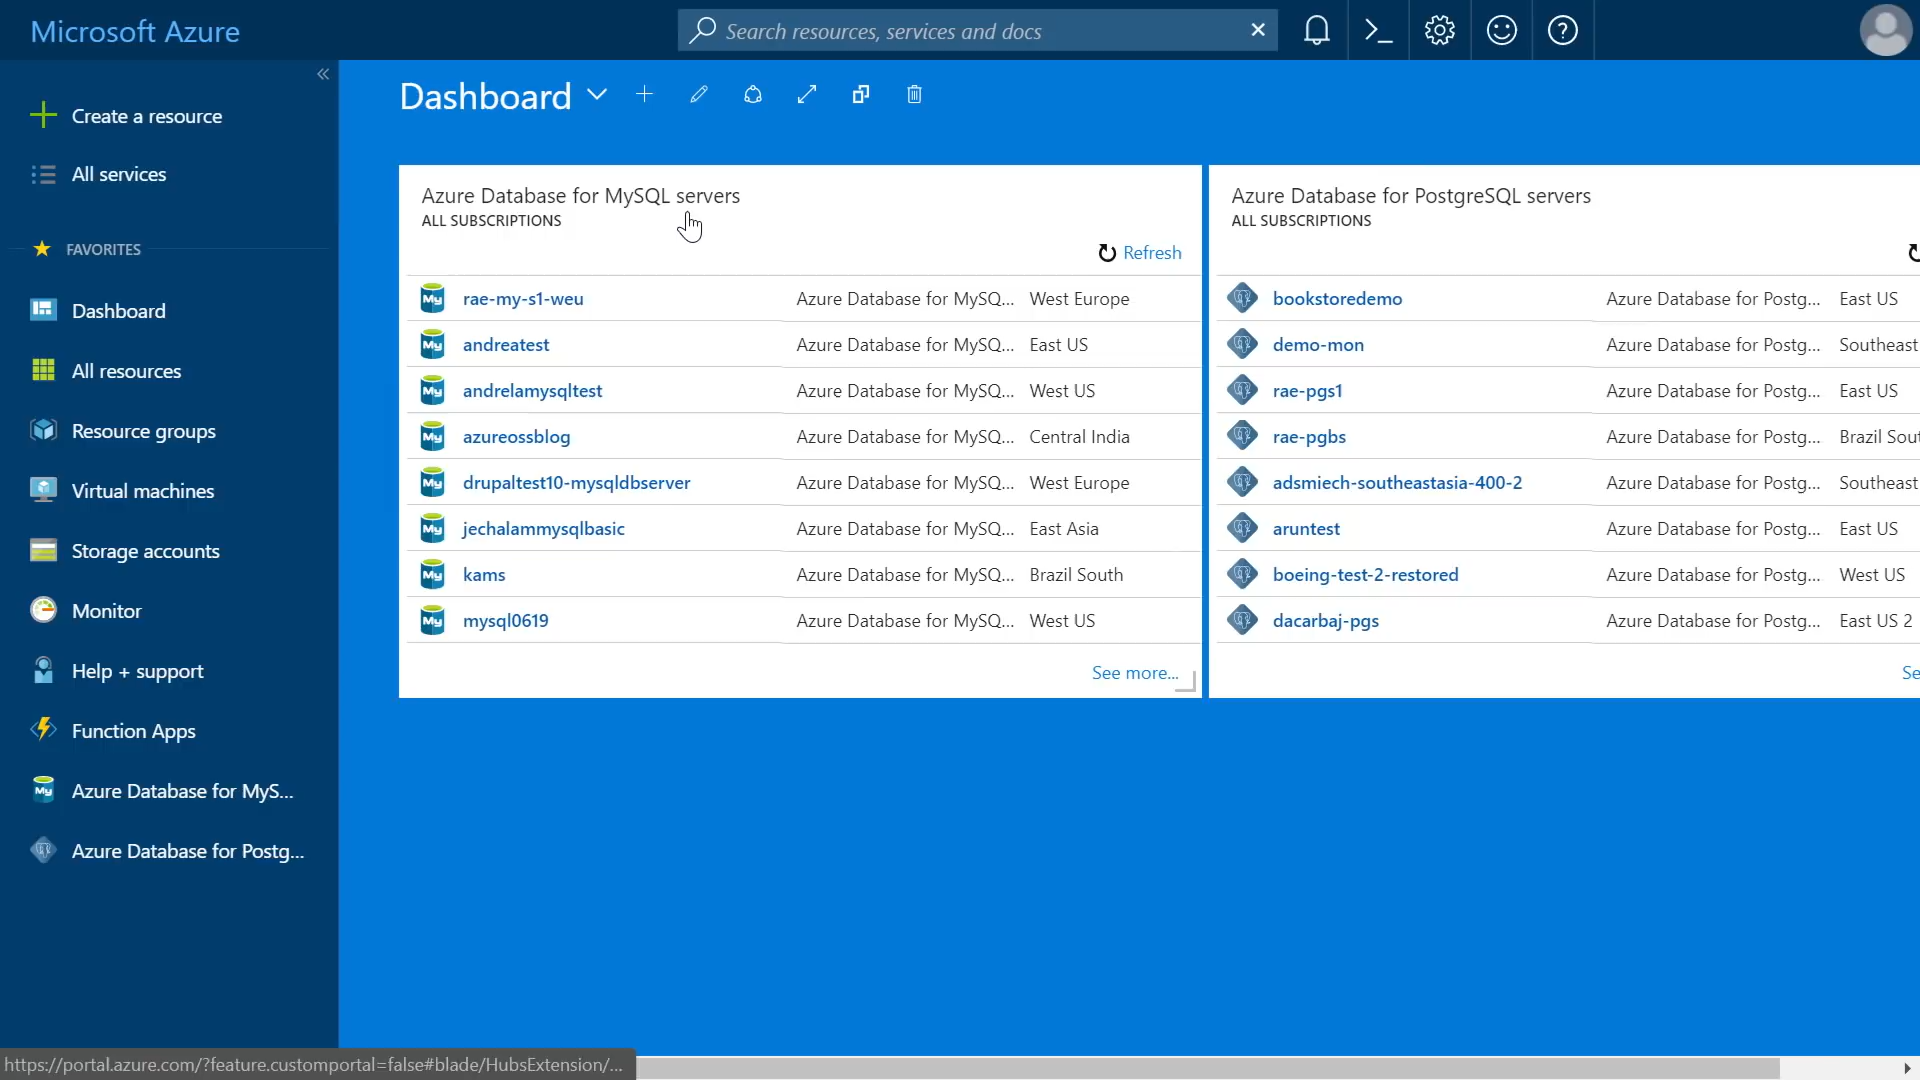 Microsoft Azure
Search resources, services and docs
Create a resource
All services
FAVORITES
Dashboard
All resources
Resource groups
Virtual machines
Storage accounts
Monitor
Help + support
Function Apps
Azure Database for MyS...
Azure Database for Postg...
Dashboard
Azure Database for MySQL servers
ALL SUBSCRIPTIONS
Refresh
rae-my-s1-weu Azure Database for MySQ... West Europe
andreatest Azure Database for MySQ... East US
andrelamysqltest Azure Database for MySQ... West US
azureossblog Azure Database for MySQ... Central India
drupaltest10-mysqldbserver Azure Database for MySQ... West Europe
jechalammysqlbasic Azure Database for MySQ... East Asia
kams Azure Database for MySQ... Brazil South
mysql0619 Azure Database for MySQ... West US
See more...
Azure Database for PostgreSQL servers
ALL SUBSCRIPTIONS
bookstoredemo Azure Database for Postg... East US
demo-mon Azure Database for Postg... Southeast
rae-pgs1 Azure Database for Postg... East US
rae-pgbs Azure Database for Postg... Brazil Sout
adsmiech-southeastasia-400-2 Azure Database for Postg... Southeast
aruntest Azure Database for Postg... East US
boeing-test-2-restored Azure Database for Postg... West US
dacarbaj-pgs Azure Database for Postg... East US 2
Se
https://portal.azure.com/?feature.customportal=false#blade/HubsExtension/...